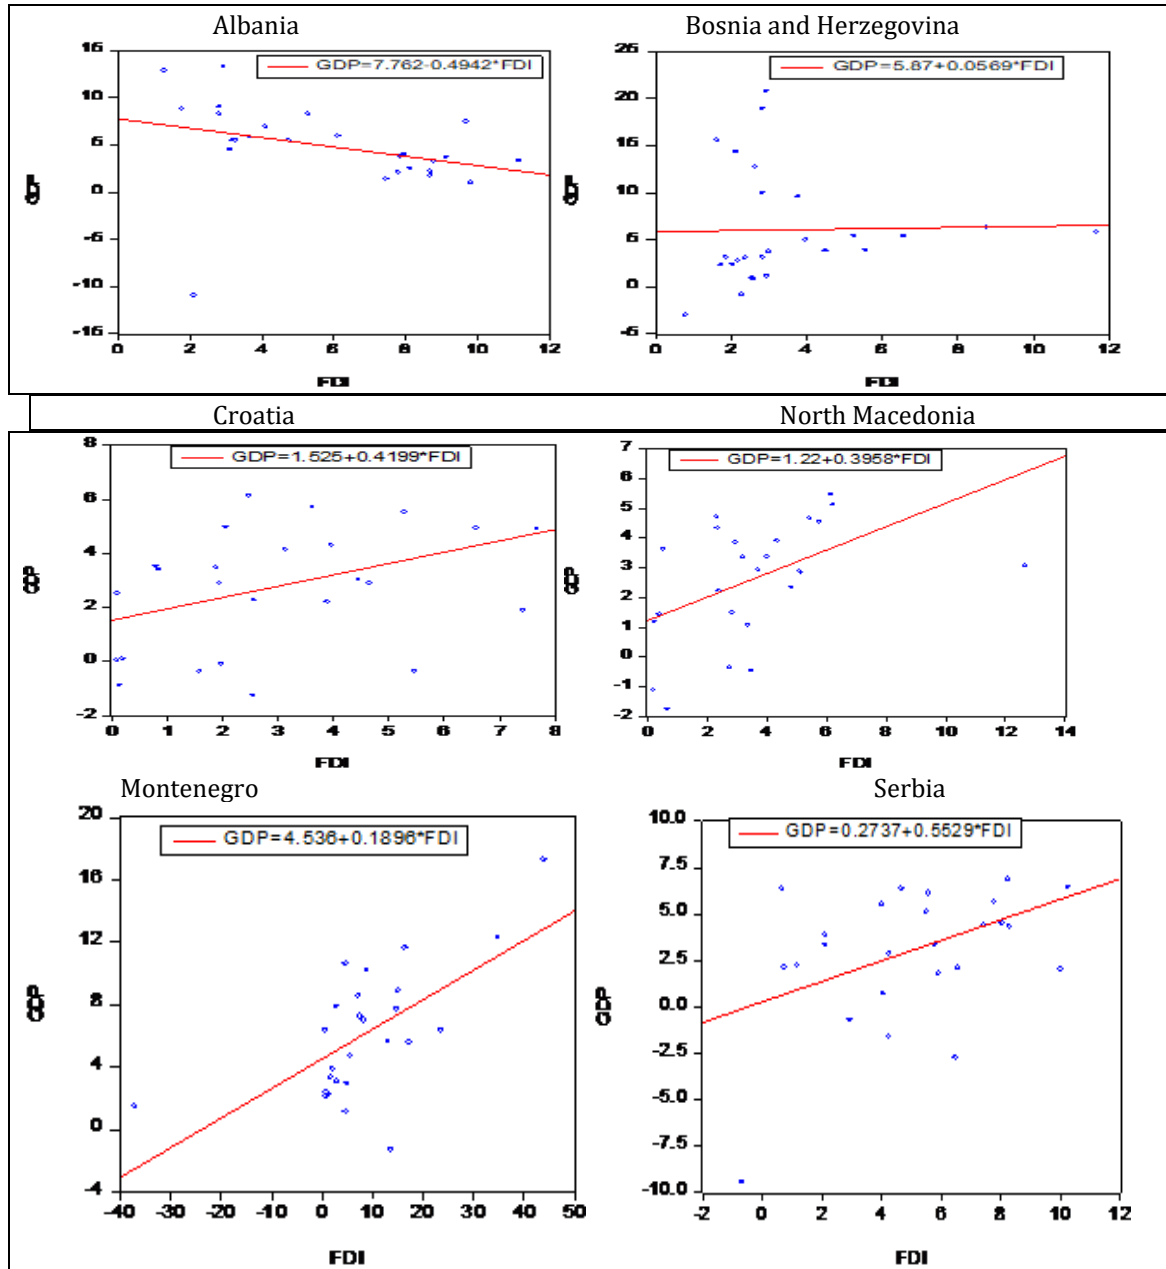 Albania Bosnia and Herzegovina
GDP=7.762-0.4942*FDI
15
10
5
0
-5
-10
-15
GDP
0 2 4 6 8 10 12
FDI
GDP=5.87+0.0569*FDI
25
20
15
10
5
0
-5
GDP
0 2 4 6 8 10 12
FDI
Croatia North Macedonia
GDP=1.525+0.4199*FDI
8
6
4
2
0
-2
GDP
0 1 2 3 4 5 6 7 8
FDI
GDP=1.22+0.3958*FDI
7
6
5
4
3
2
1
0
-1
-2
GDP
0 2 4 6 8 10 12 14
FDI
Montenegro Serbia
GDP=4.536+0.1896*FDI
20
16
12
8
4
0
-4
GDP
-40 -30 -20 -10 0 10 20 30 40 50
FDI
GDP=0.2737+0.5529*FDI
10.0
7.5
5.0
2.5
0.0
-2.5
-5.0
-7.5
-10.0
GDP
-2 0 2 4 6 8 10 12
FDI